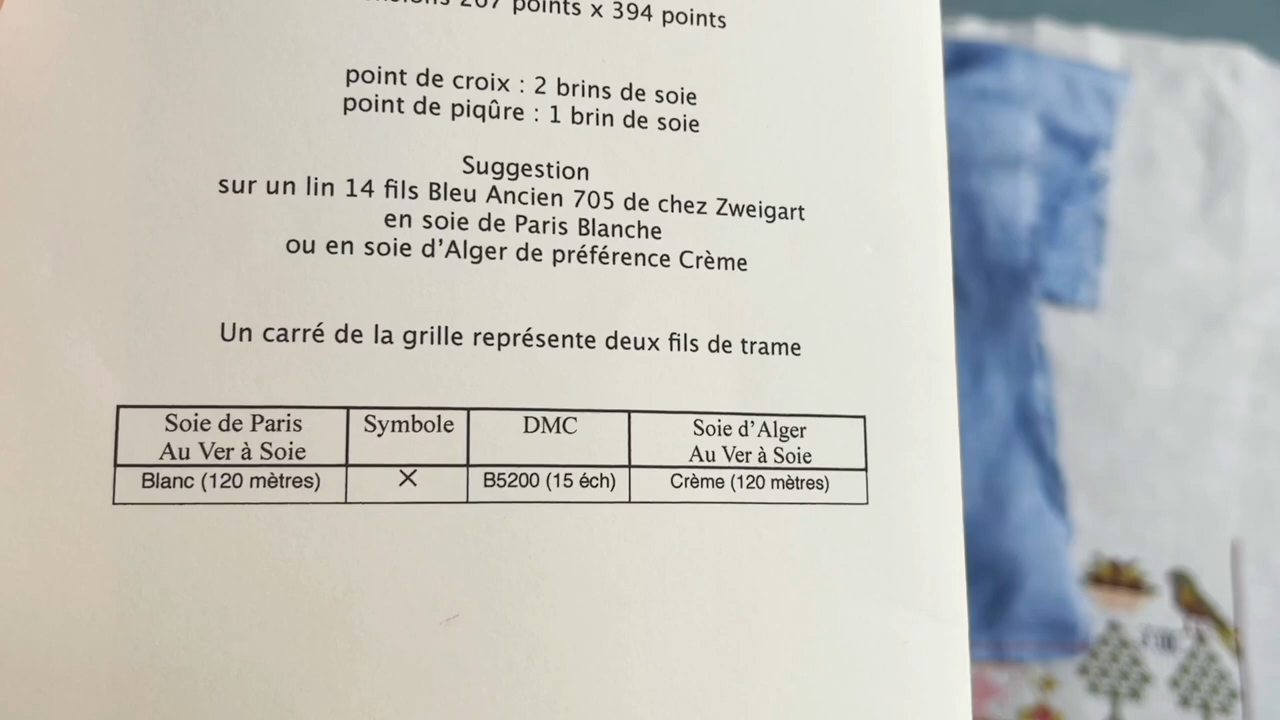 267 points x 394 points
point de croix : 2 brins de soie
point de piqûre : 1 brin de soie
Suggestion
sur un lin 14 fils Bleu Ancien 705 de chez Zweigart
en soie de Paris Blanche
ou en soie d'Alger de préférence Crème
Un carré de la grille représente deux fils de trame
Soie de Paris Symbole DMC Soie d'Alger
Au Ver à Soie Au Ver à Soie
Blanc (120 mètres) X B5200 (15 éch) Crème (120 mètres)